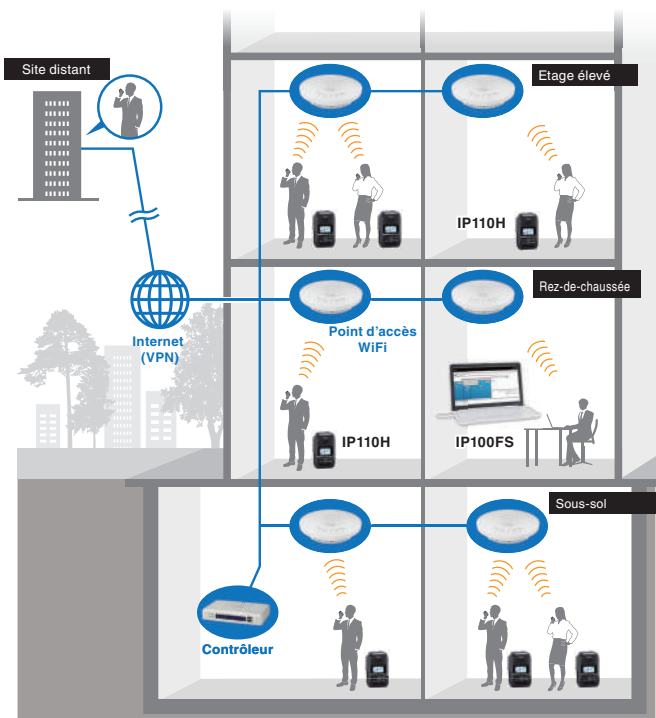 Site distant
Etage élevé
IP110H
Rez-de-chaussée
Internet
(VPN)
Point d'accès
WiFi
IP110H
IP100FS
Sous-sol
Contrôleur